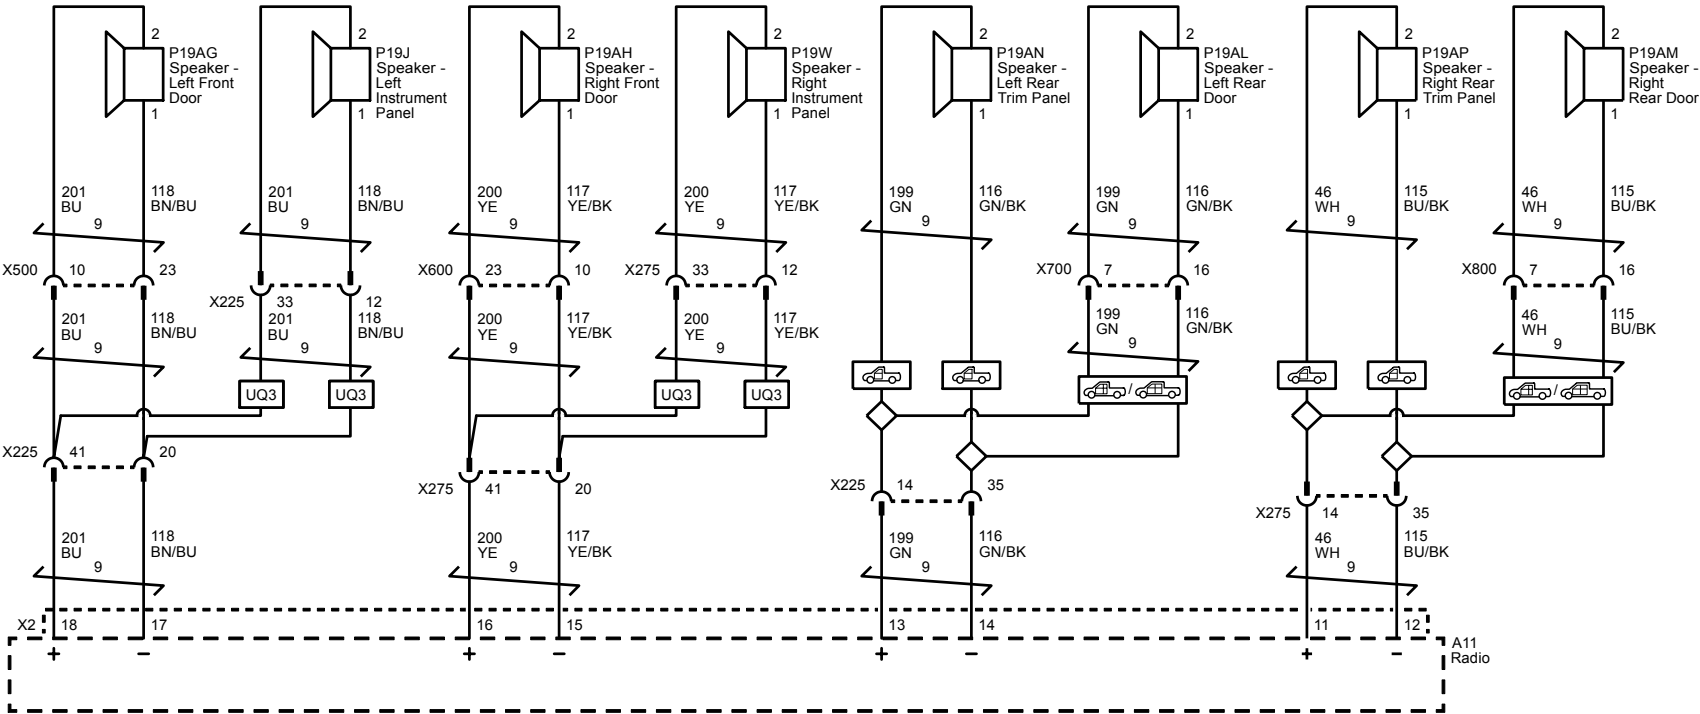 2
P19AG
Speaker -
Left Front
Door
1
2
P19J
Speaker -
Left
Instrument
Panel
1
2
P19AH
Speaker -
Right Front
Door
1
2
P19W
Speaker -
Right
Instrument
Panel
1
2
P19AN
Speaker -
Left Rear
Trim Panel
1
2
P19AL
Speaker -
Left Rear
Door
1
2
P19AP
Speaker -
Right Rear
Trim Panel
1
2
P19AM
Speaker -
Right
Rear Door
1
201
BU
118
BN/BU
201
BU
118
BN/BU
200
YE
117
YE/BK
200
YE
117
YE/BK
199
GN
116
GN/BK
199
GN
116
GN/BK
46
WH
115
BU/BK
46
WH
115
BU/BK
9
9
9
9
9
9
9
9
X500 10 23
X225 33 12
X600 23 10
X275 33 12
X700 7 16
X800 7 16
201
BU
118
BN/BU
201
BU
118
BN/BU
200
YE
117
YE/BK
200
YE
117
YE/BK
199
GN
116
GN/BK
46
WH
115
BU/BK
9
9
9
9
9
9
UQ3
UQ3
UQ3
UQ3
/
/
X225 41 20
X275 41 20
X225 14 35
X275 14 35
201
BU
118
BN/BU
200
YE
117
YE/BK
199
GN
116
GN/BK
46
WH
115
BU/BK
9
9
9
9
X2 18 17 16 15 13 14 11 12
+ − + − + − + −
A11
Radio